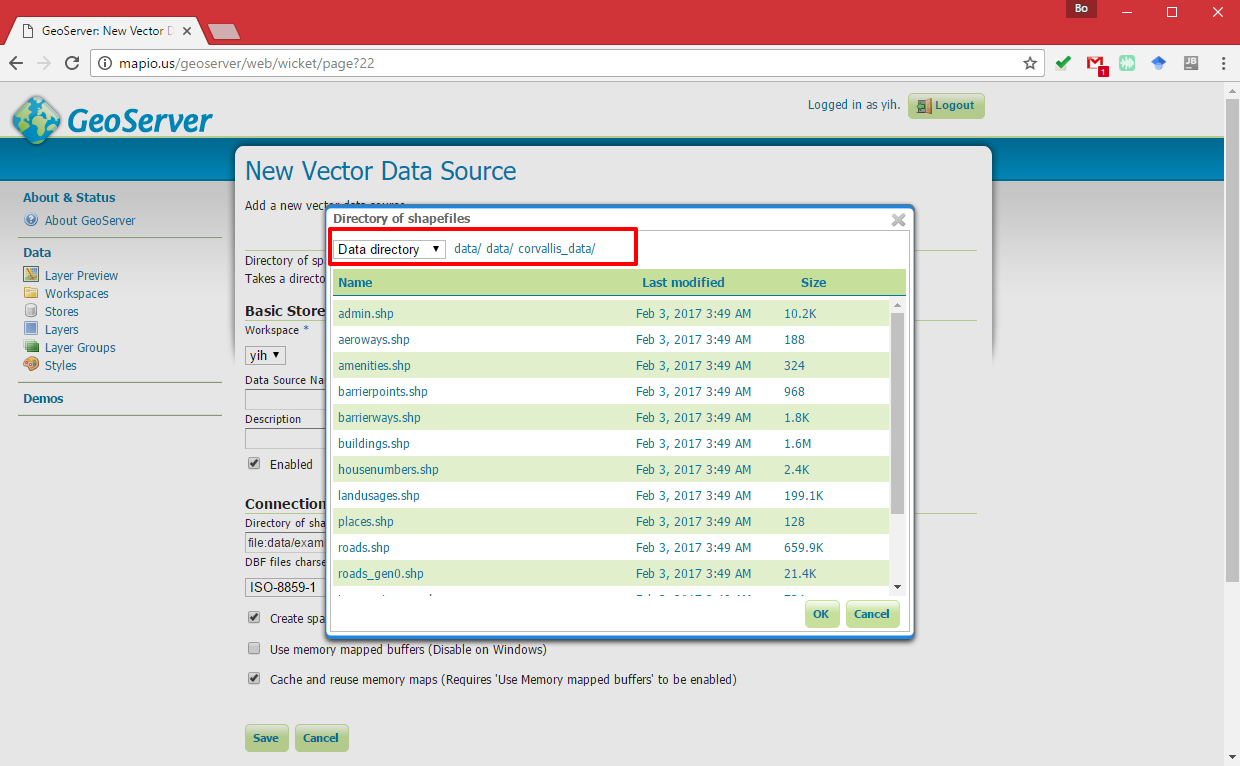 Bo
GeoServer: New Vector D
mapio.us/geoserver/web/wicket/page?22
1
JB
GeoServer
Logged in as yih.
Logout
New Vector Data Source
Add a new vector data source
About & Status
About GeoServer
Data
Layer Preview
Workspaces
Stores
Layers
Layer Groups
Styles
Demos
Directory of sp
Takes a directo
Basic Store
Workspace *
yih
Data Source Na
Description
Enabled
Connection
Directory of sha
file:data/exam
DBF files charse
ISO-8859-1
Create spa
Use memory mapped buffers (Disable on Windows)
Cache and reuse memory maps (Requires 'Use Memory mapped buffers' to be enabled)
Save Cancel
Directory of shapefiles
Data directory data/ data/ corvallis_data/
Name Last modified Size
admin.shp Feb 3, 2017 3:49 AM 10.2K
aeroways.shp Feb 3, 2017 3:49 AM 188
amenities.shp Feb 3, 2017 3:49 AM 324
barrierpoints.shp Feb 3, 2017 3:49 AM 968
barrierways.shp Feb 3, 2017 3:49 AM 1.8K
buildings.shp Feb 3, 2017 3:49 AM 1.6M
housenumbers.shp Feb 3, 2017 3:49 AM 2.4K
landusages.shp Feb 3, 2017 3:49 AM 199.1K
places.shp Feb 3, 2017 3:49 AM 128
roads.shp Feb 3, 2017 3:49 AM 659.9K
roads_gen0.shp Feb 3, 2017 3:49 AM 21.4K
OK Cancel